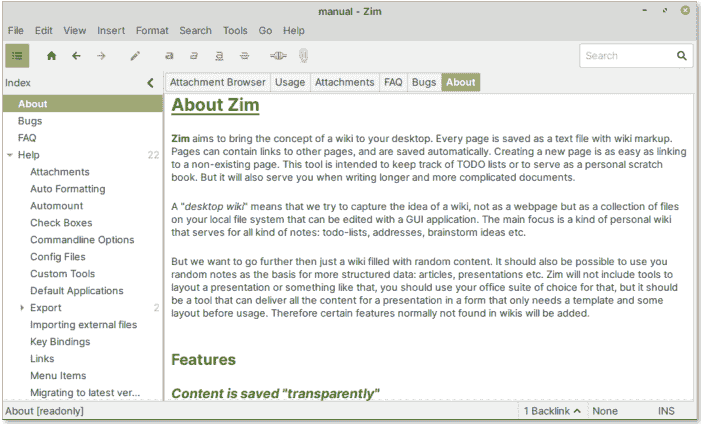 manual - Zim
File Edit View Insert Format Search Tools Go Help
a a a a
Search
Index
Attachment Browser Usage Attachments FAQ Bugs About
About
Bugs
FAQ
Help 22
Attachments
Auto Formatting
Automount
Check Boxes
Commandline Options
Config Files
Custom Tools
Default Applications
Export 2
Importing external files
Key Bindings
Links
Menu Items
Migrating to latest ver...
About Zim
Zim aims to bring the concept of a wiki to your desktop. Every page is saved as a text file with wiki markup.
Pages can contain links to other pages, and are saved automatically. Creating a new page is as easy as linking
to a non-existing page. This tool is intended to keep track of TODO lists or to serve as a personal scratch
book. But it will also serve you when writing longer and more complicated documents.
A "desktop wiki" means that we try to capture the idea of a wiki, not as a webpage but as a collection of files
on your local file system that can be edited with a GUI application. The main focus is a kind of personal wiki
that serves for all kind of notes: todo-lists, addresses, brainstorm ideas etc.
But we want to go further then just a wiki filled with random content. It should also be possible to use you
random notes as the basis for more structured data: articles, presentations etc. Zim will not include tools to
layout a presentation or something like that, you should use your office suite of choice for that, but it should
be a tool that can deliver all the content for a presentation in a form that only needs a template and some
layout before usage. Therefore certain features normally not found in wikis will be added.
Features
Content is saved "transparently"
About [readonly]
1 Backlink
None
INS